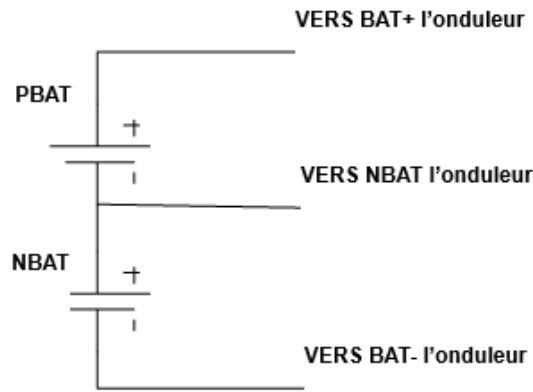 VERS BAT+ l’onduleur
PBAT
+
VERS NBAT l’onduleur
NBAT
+
VERS BAT- l’onduleur